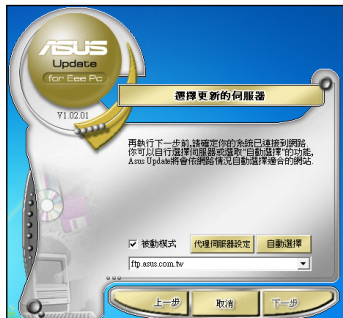 ASUS
Update
for Eee Pc
V1.02.01
選擇更新的伺服器
再執行下一步前,請確定你的系統已連接到網路.
你可以自行選擇伺服器或選取"自動選擇"的功能,
Asus Update將會依網路情況自動選擇適合的網站.
被動模式
代理伺服器設定
自動選擇
ftp.asus.com.tw
上一步
取消
下一步